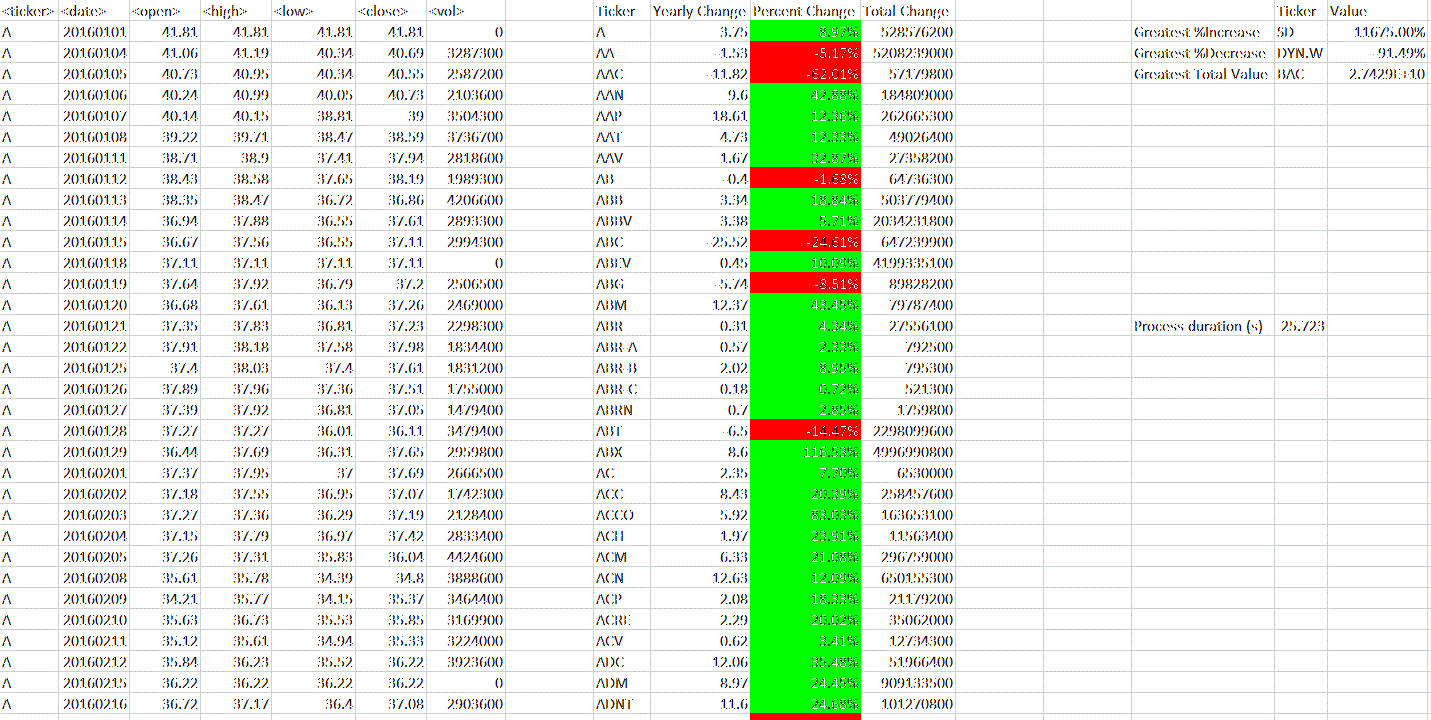 <ticker> <date> <open> <high> <low> <close> <vol> Ticker Yearly Change Percent Change Total Change Ticker Value
A 20160101 41.81 41.81 41.81 41.81 0 A 3.75 8.97% 528576200 Greatest %Increase SD 11675.00%
A 20160104 41.06 41.19 40.34 40.69 3287300 AA -1.53 -5.17% 5208239000 Greatest %Decrease DYN.W -91.49%
A 20160105 40.73 40.95 40.34 40.55 2587200 AAC -11.82 -62.01% 57179800 Greatest Total Value BAC 2.7429E+10
A 20160106 40.24 40.99 40.05 40.73 2103600 AAN 9.6 42.88% 184809000
A 20160107 40.14 40.15 38.81 39 3504300 AAP 18.61 12.36% 262665300
A 20160108 39.22 39.71 38.47 38.59 3736700 AAT 4.73 12.33% 49026400
A 20160111 38.71 38.9 37.41 37.94 2818600 AAV 1.67 32.87% 27358200
A 20160112 38.43 38.58 37.65 38.19 1989300 AB -0.4 -1.68% 64736300
A 20160113 38.35 38.47 36.72 36.86 4206600 ABB 3.34 18.84% 503779400
A 20160114 36.94 37.88 36.55 37.61 2893300 ABBV 3.38 5.71% 2034231800
A 20160115 36.67 37.56 36.55 37.11 2994300 ABC -25.52 -24.61% 647239900
A 20160118 37.11 37.11 37.11 37.11 0 ABEV 0.45 10.09% 4199335100
A 20160119 37.64 37.92 36.79 37.2 2506500 ABG -5.74 -8.51% 89828200
A 20160120 36.68 37.61 36.13 37.26 2469000 ABM 12.37 43.45% 79787400
A 20160121 37.35 37.83 36.81 37.23 2298300 ABR 0.31 4.34% 27556100 Process duration (s) 25.723
A 20160122 37.91 38.18 37.58 37.98 1834400 ABR-A 0.57 2.33% 792500
A 20160125 37.4 38.03 37.4 37.61 1831200 ABR-B 2.02 8.95% 795300
A 20160126 37.89 37.96 37.36 37.51 1755000 ABR-C 0.18 0.72% 521300
A 20160127 37.39 37.92 36.81 37.05 1479400 ABRN 0.7 2.85% 1759800
A 20160128 37.27 37.27 36.01 36.11 3479400 ABT -6.5 -14.47% 2298099600
A 20160129 36.44 37.69 36.31 37.65 2959800 ABX 8.6 116.53% 4996990800
A 20160201 37.37 37.95 37 37.69 2666500 AC 2.35 7.70% 6530000
A 20160202 37.18 37.55 36.95 37.07 1742300 ACC 8.43 20.39% 258457600
A 20160203 37.27 37.36 36.29 37.19 2128400 ACCO 5.92 83.03% 163653100
A 20160204 37.15 37.79 36.97 37.42 2833400 ACH 1.97 23.91% 11563400
A 20160205 37.26 37.31 35.83 36.04 4424600 ACM 6.33 21.08% 296759000
A 20160208 35.61 35.78 34.39 34.8 3888600 ACN 12.63 12.09% 650155300
A 20160209 34.21 35.77 34.15 35.37 3464400 ACP 2.08 18.33% 21179200
A 20160210 35.63 36.73 35.53 35.85 3169900 ACRE 2.29 20.02% 35062000
A 20160211 35.12 35.61 34.94 35.33 3224000 ACV 0.62 3.41% 12734300
A 20160212 35.84 36.23 35.52 36.22 3923600 ADC 12.06 35.48% 51966400
A 20160215 36.22 36.22 36.22 36.22 0 ADM 8.97 24.45% 909133500
A 20160216 36.72 37.17 36.4 37.08 2903600 ADNT 11.6 24.68% 101270800